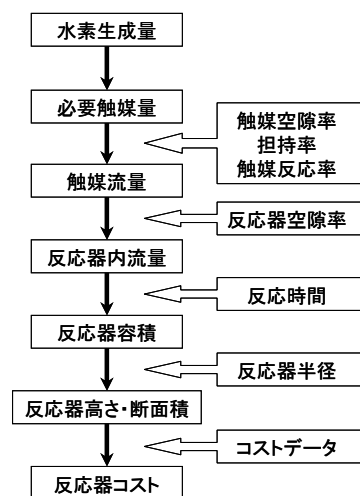 水素生成量
必要触媒量
触媒空隙率
担持率
触媒反応率
触媒流量
反応器空隙率
反応器内流量
反応時間
反応器容積
反応器半径
反応器高さ・断面積
コストデータ
反応器コスト